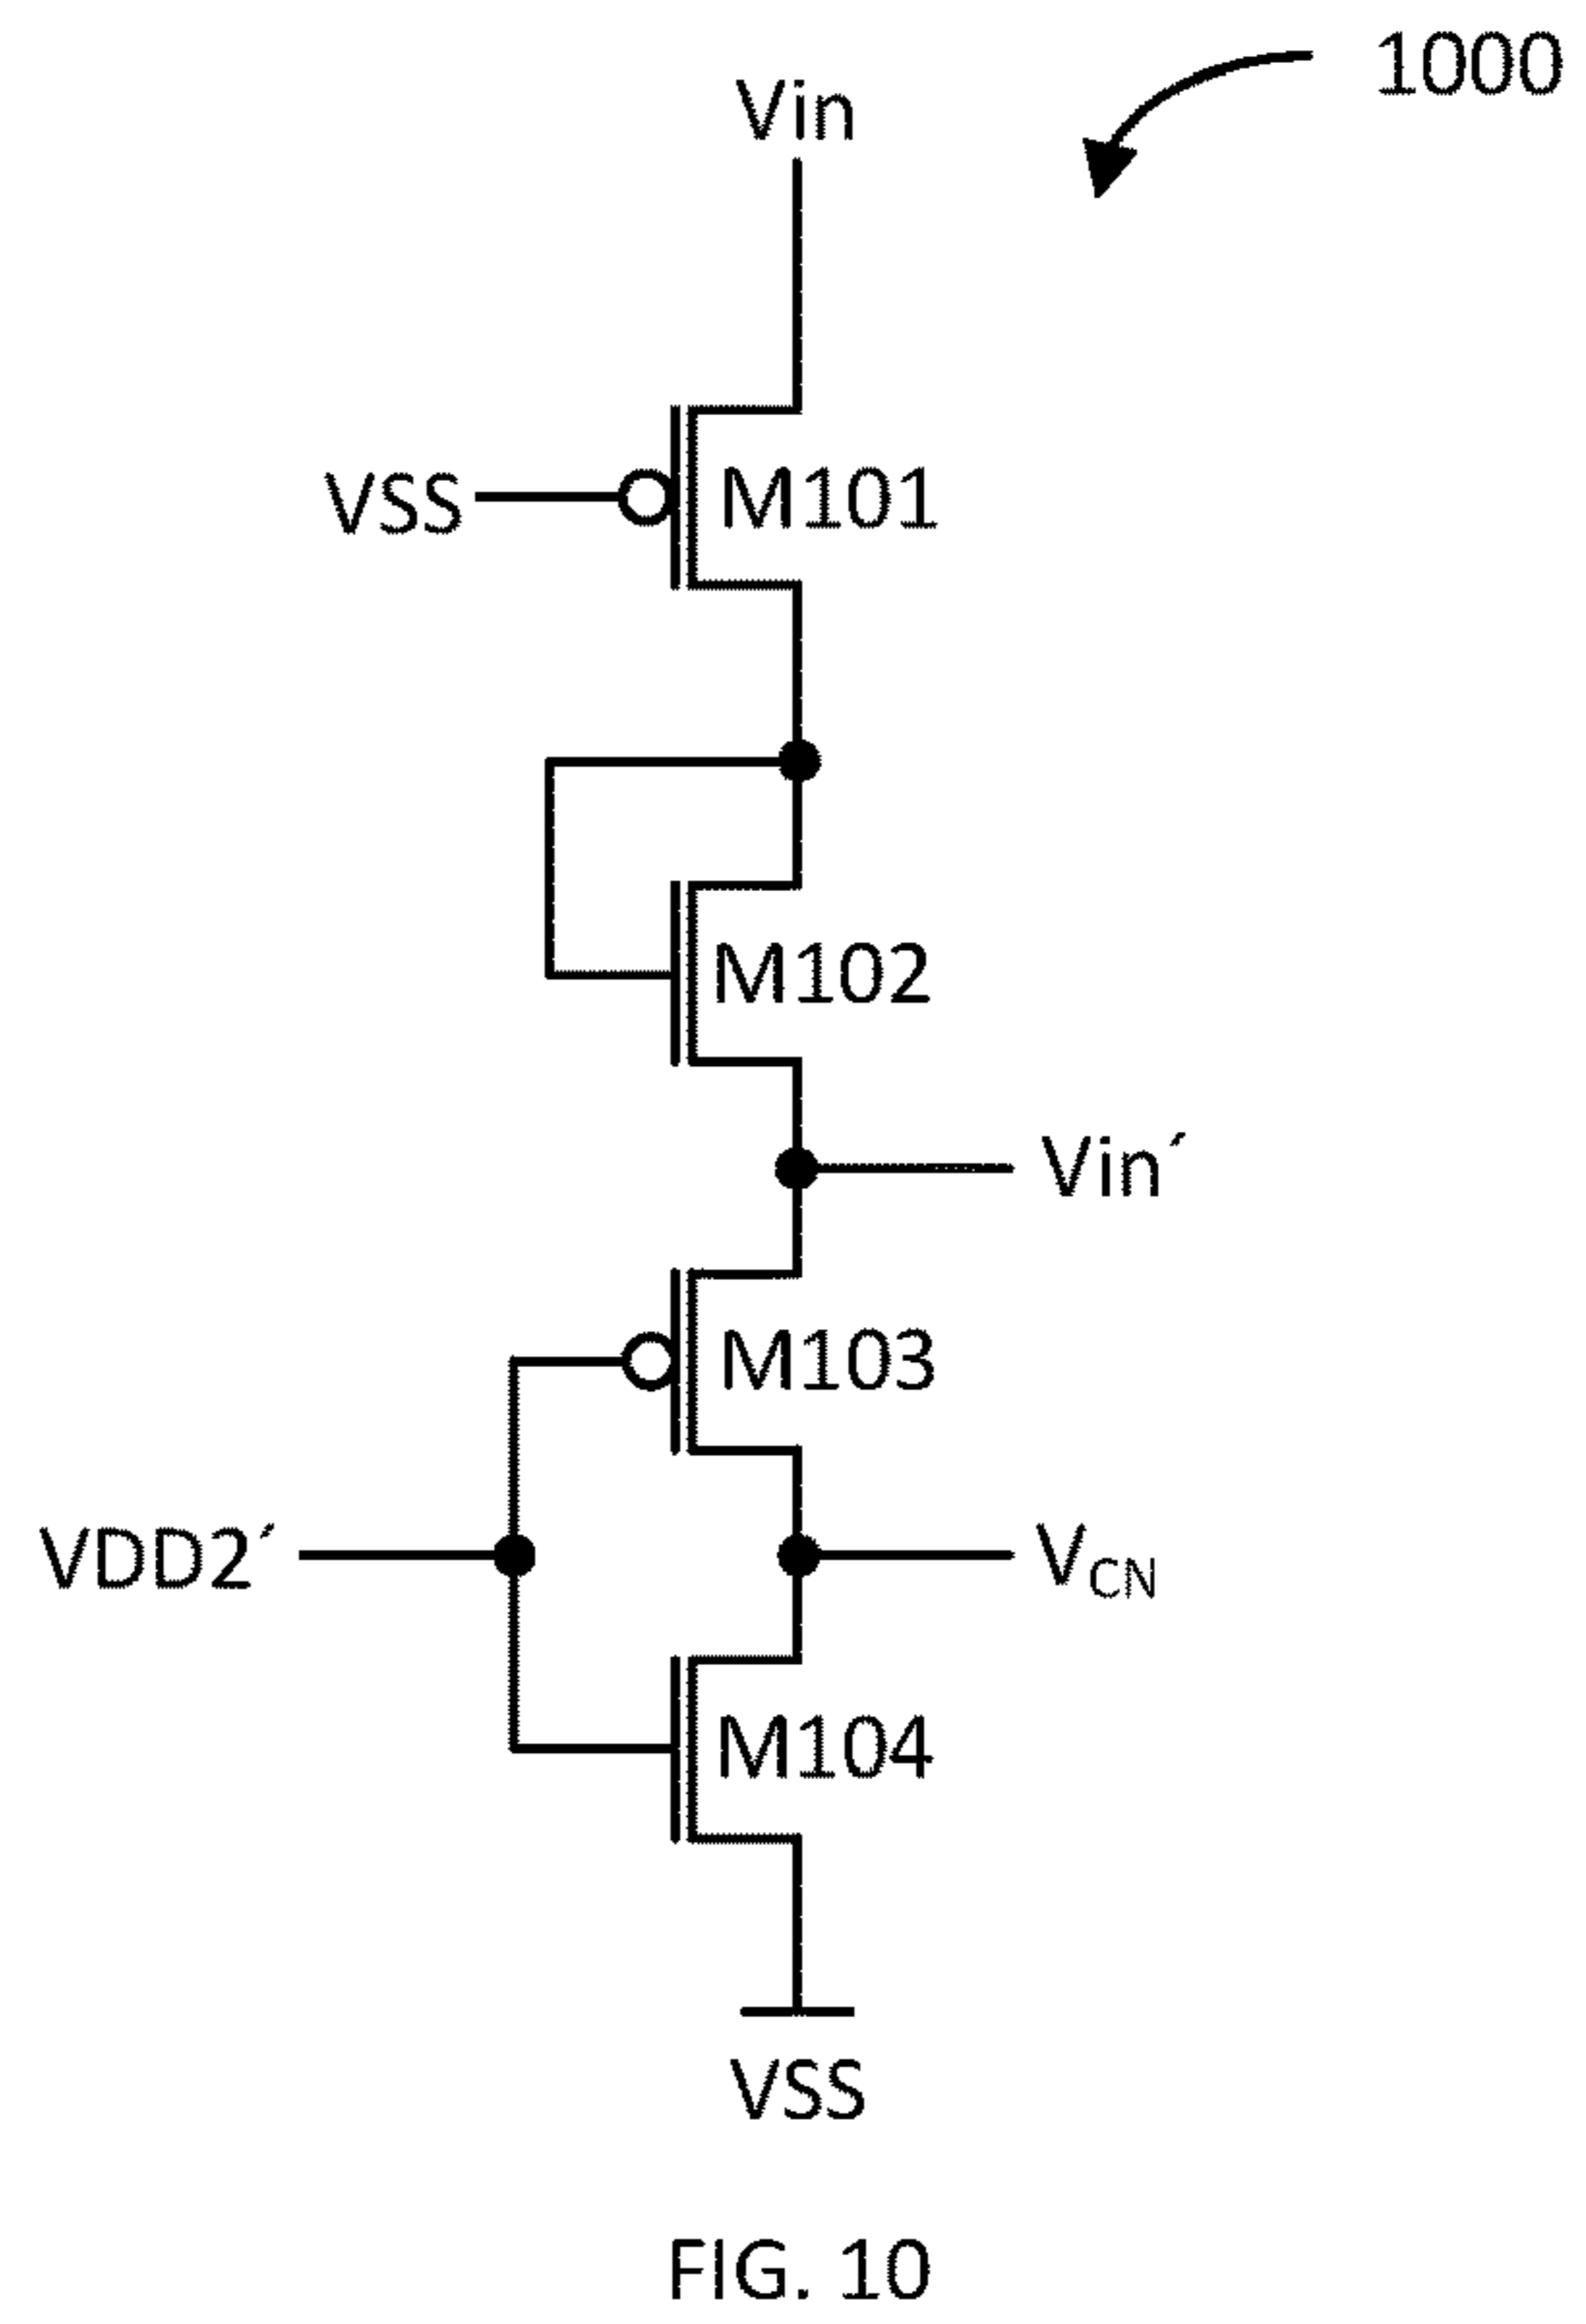 1000
Vin
VSS
M101
M102
Vin´
M103
VDD2´
VCN
M104
VSS
FIG. 10